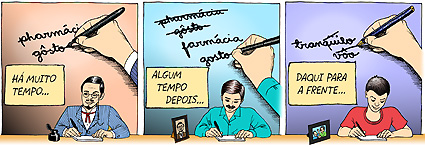 pharmácia
gôsto
HÁ MUITO
TEMPO...
pharmácia
gôsto
farmácia
gosto
ALGUM
TEMPO
DEPOIS...
tranqüilo
vôo
DAQUI PARA
A FRENTE...